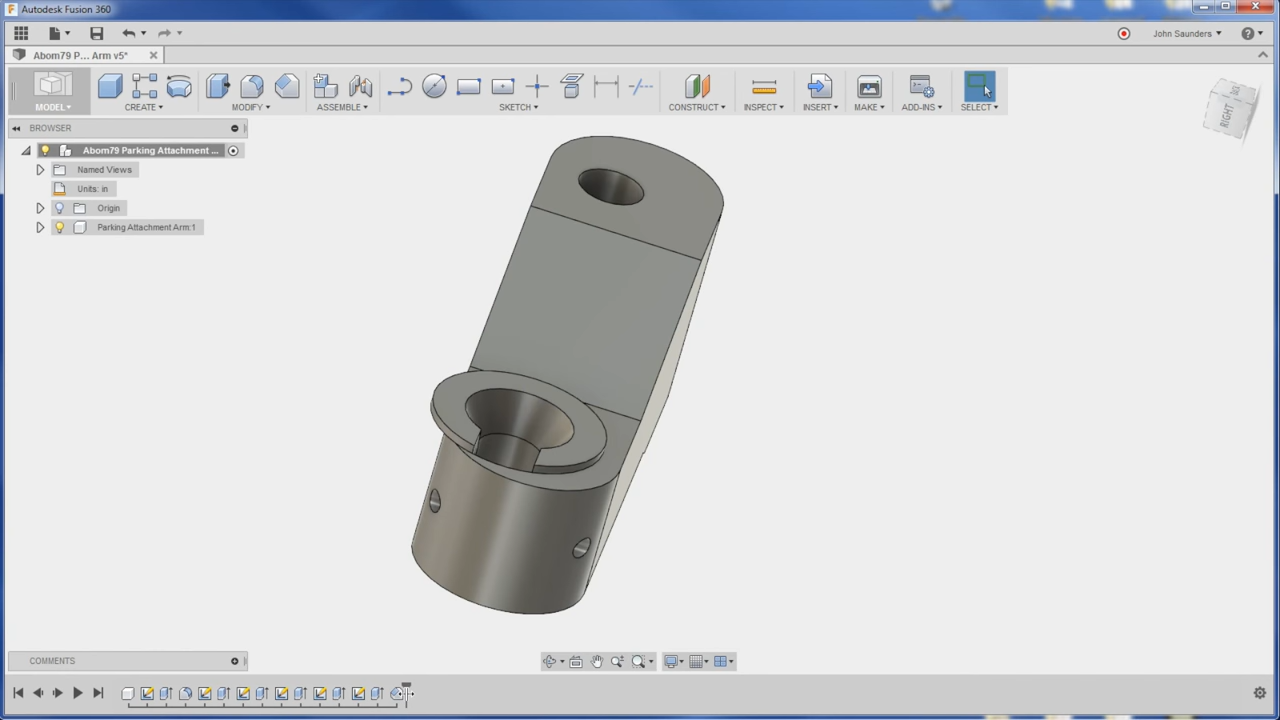 Autodesk Fusion 360
John Saunders
Abom79 P... Arm v5*
MODEL
CREATE
MODIFY
ASSEMBLE
SKETCH
CONSTRUCT
INSPECT
INSERT
MAKE
ADD-INS
SELECT
RIGHT
BROWSER
Abom79 Parking Attachment ...
Named Views
Units: in
Origin
Parking Attachment Arm:1
COMMENTS